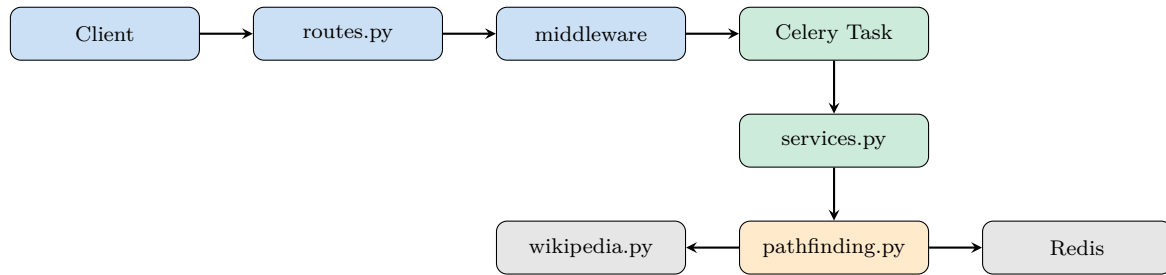 Client
routes.py
middleware
Celery Task
services.py
wikipedia.py
pathfinding.py
Redis